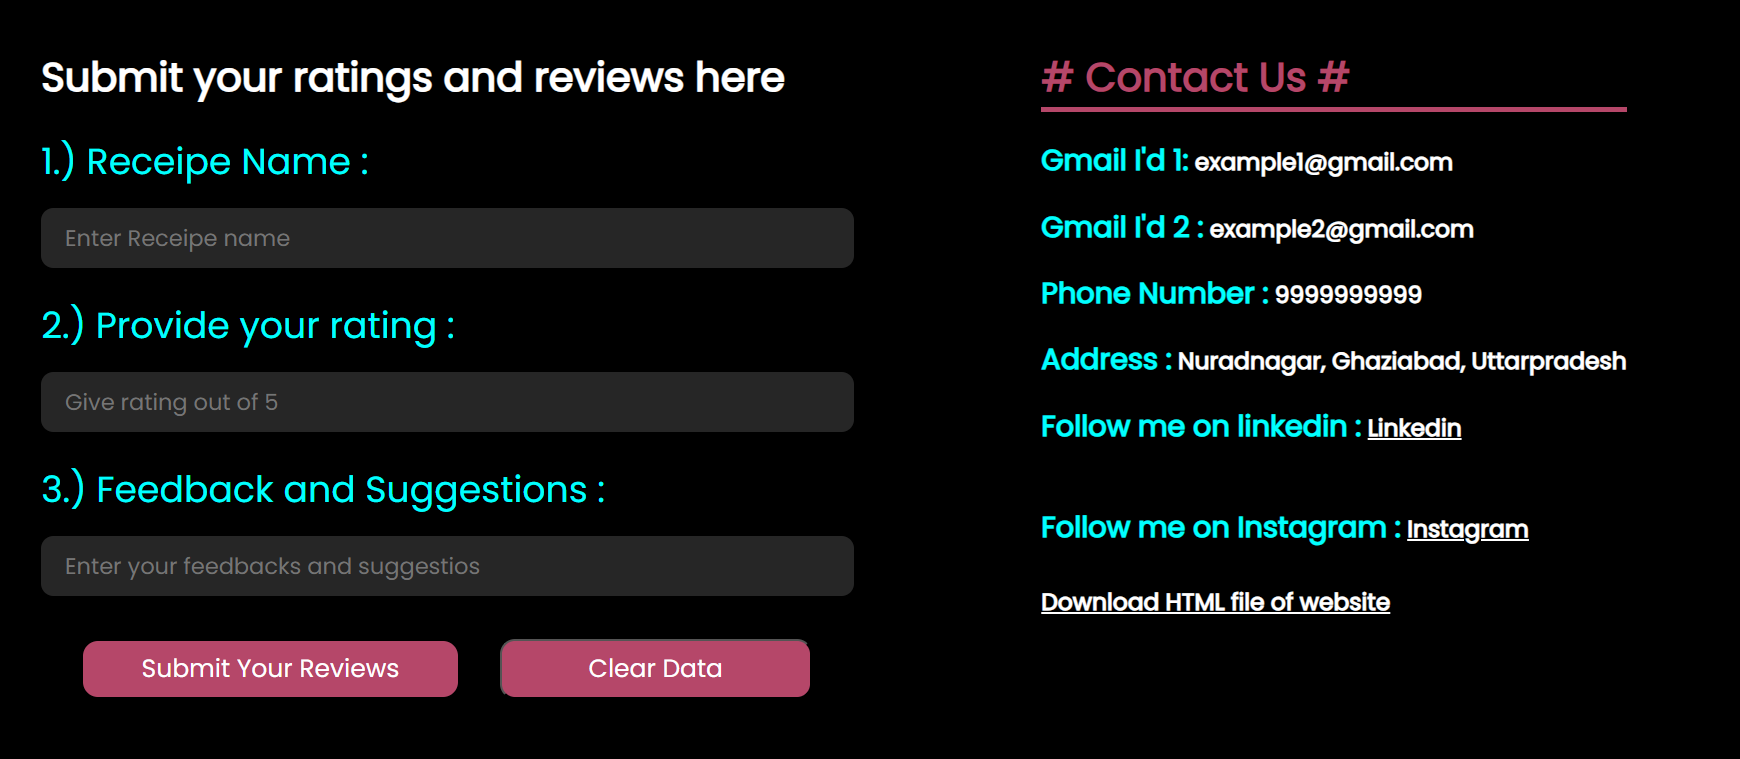 Submit your ratings and reviews here
1.) Receipe Name :
Enter Receipe name
2.) Provide your rating :
Give rating out of 5
3.) Feedback and Suggestions :
Enter your feedbacks and suggestios
Submit Your Reviews
Clear Data
# Contact Us #
Gmail I'd 1: example1@gmail.com
Gmail I'd 2 : example2@gmail.com
Phone Number : 9999999999
Address : Nuradnagar, Ghaziabad, Uttarpradesh
Follow me on linkedin : Linkedin
Follow me on Instagram : Instagram
Download HTML file of website